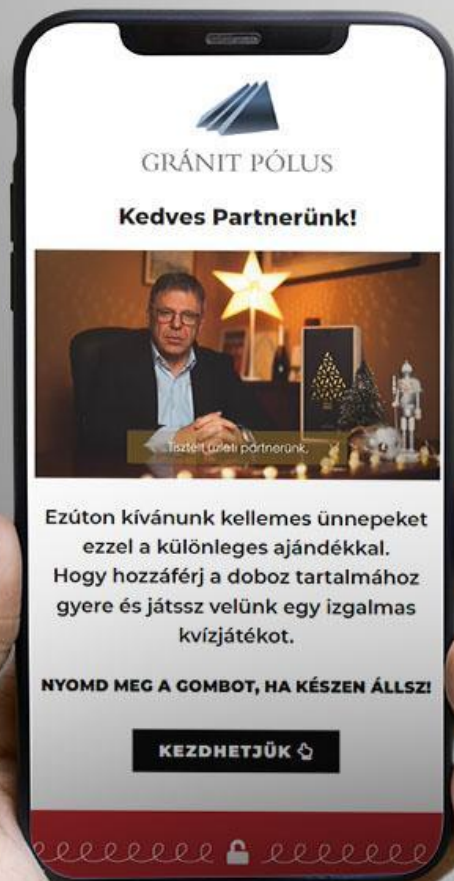 GRÁNIT PÓLUS
Kedves Partnerünk!
Tisztelt üzleti partnerünk,
Ezúton kívánunk kellemes ünnepeket
ezzel a különleges ajándékkal.
Hogy hozzáférj a doboz tartalmához
gyere és játssz velünk egy izgalmas
kvízjátékot.
NYOMD MEG A GOMBOT, HA KÉSZEN ÁLLSZ!
KEZDHETJÜK